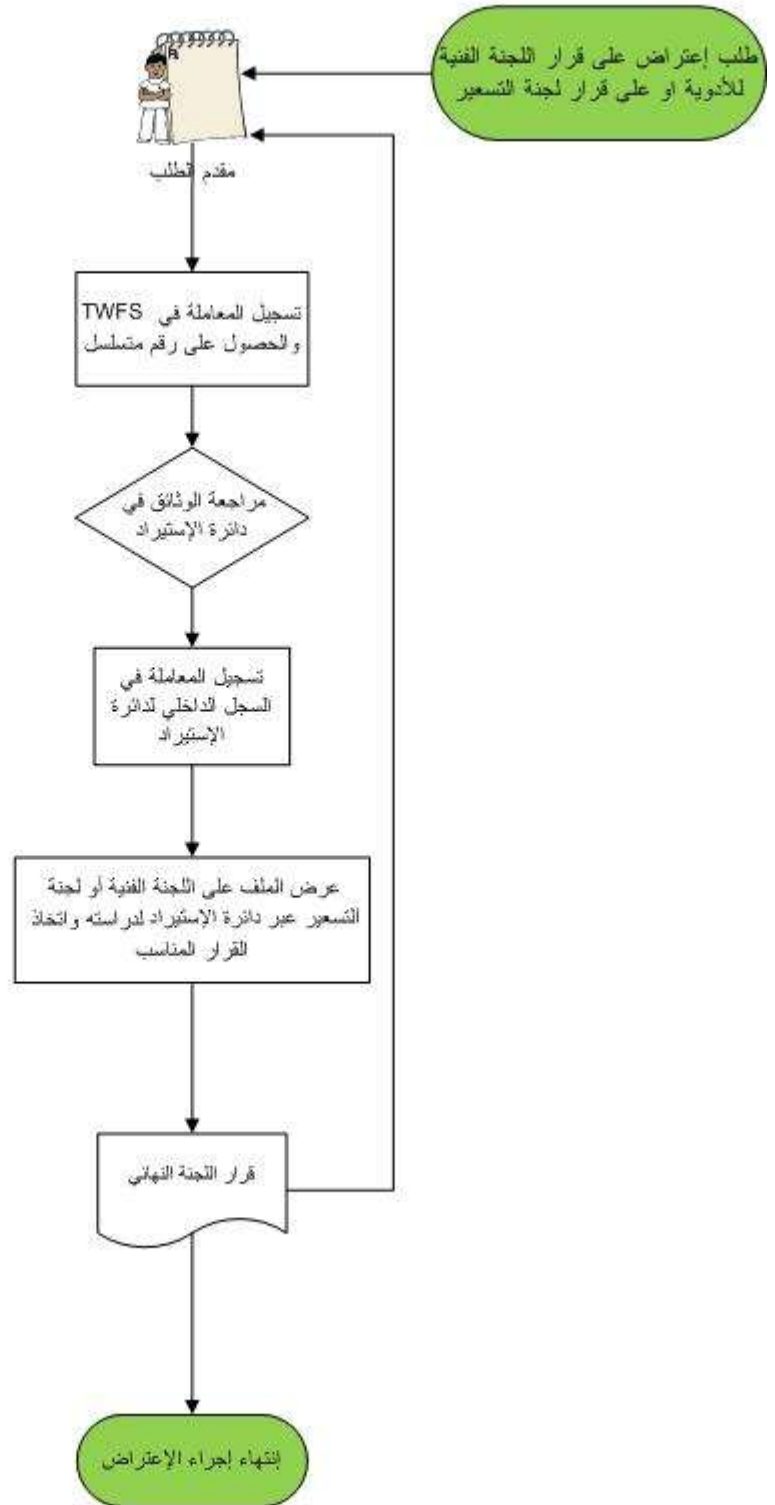 طلب إعتراض على قرار اللجنة الفنية
للأدوية او على قرار لجنة التسعير
مقدم الطلب
تسجيل المعاملة في TWFS
والحصول على رقم متسلسل
مراجعة الوثائق في
دائرة الإستيراد
تسجيل المعاملة في
السجل الداخلي لدائرة
الإستيراد
عرض الملف على اللجنة الفنية أو لجنة
التسعير عبر دائرة الإستيراد لدراسته واتخاذ
القرار المناسب
قرار اللجنة النهائي
إنتهاء إجراء الإعتراض